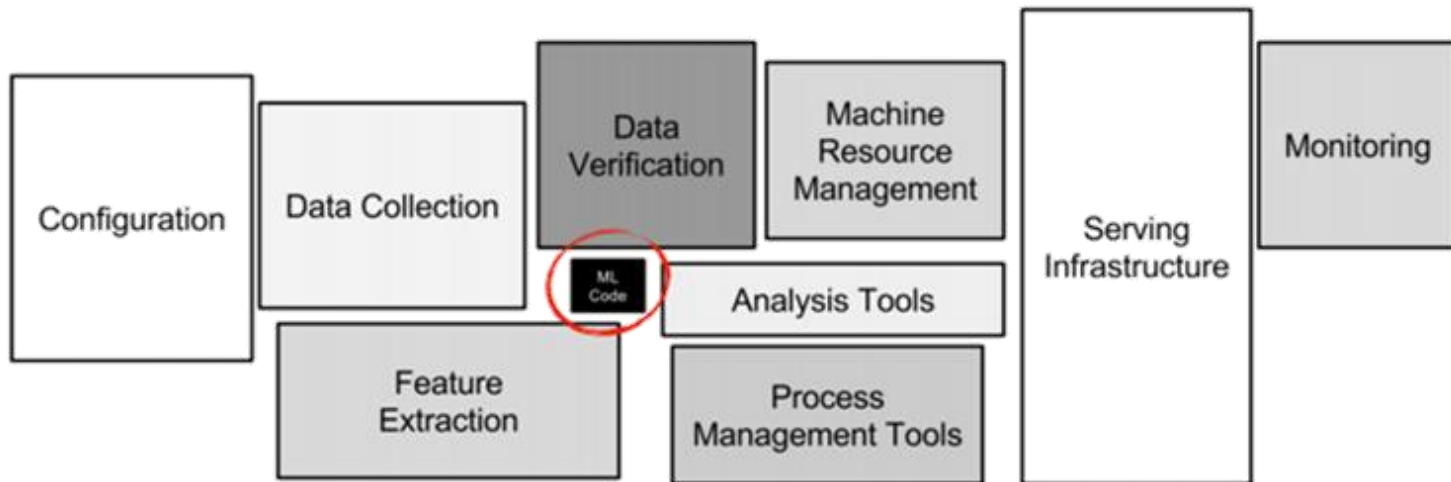 Configuration
Data Collection
Data
Verification
Machine
Resource
Management
Monitoring
Serving
Infrastructure
ML
Code
Analysis Tools
Feature
Extraction
Process
Management Tools